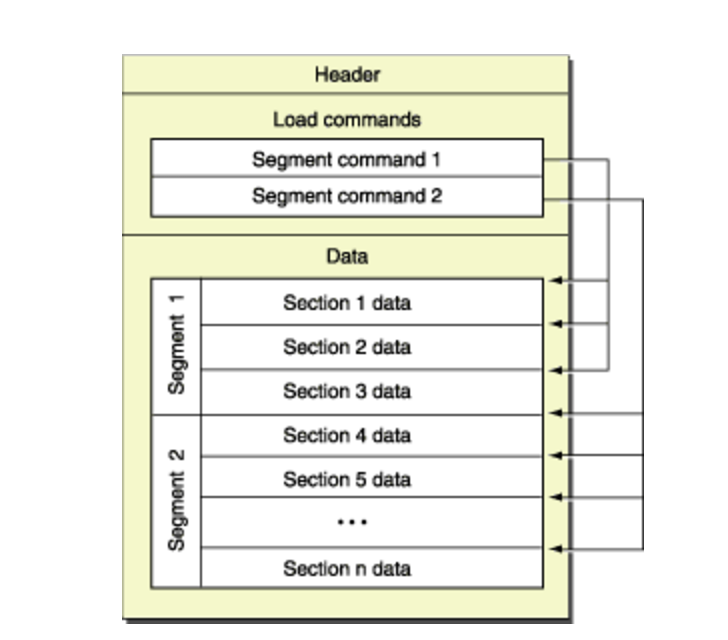 Header
Load commands
Segment command 1
Segment command 2
Data
Segment 1
Section 1 data
Section 2 data
Section 3 data
Segment 2
Section 4 data
Section 5 data
...
Section n data